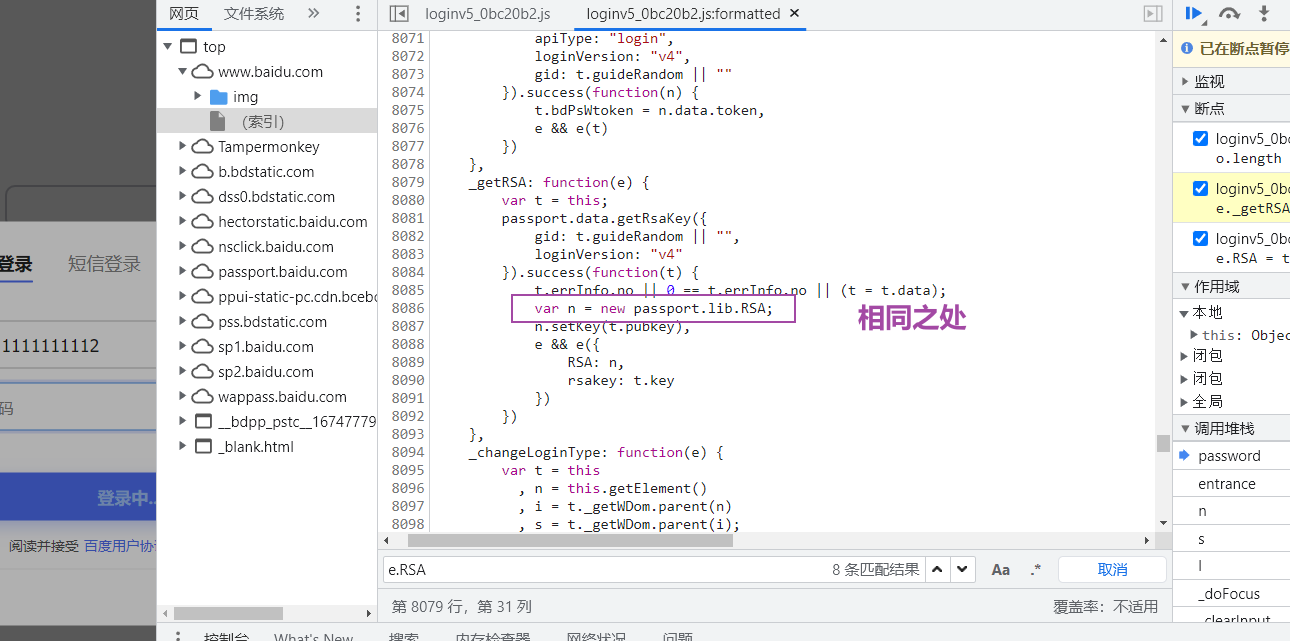 网页 文件系统 »
loginv5_0bc20b2.js loginv5_0bc20b2.js:formatted ×
已在断点暂停
top
www.baidu.com
img
(索引)
Tampermonkey
b.bdstatic.com
dss0.bdstatic.com
hectorstatic.baidu.com
nsclick.baidu.com
passport.baidu.com
ppui-static-pc.cdn.bcebo
pss.bdstatic.com
sp1.baidu.com
sp2.baidu.com
wappass.baidu.com
__bdpp_pstc__16747779
_blank.html
登录 短信登录
1111111112
码
登录中..
阅读并接受 百度用户协
8071 apiType: "login",
8072 loginVersion: "v4",
8073 gid: t.guideRandom || ""
8074 }).success(function(n) {
8075 t.bdPsWtoken = n.data.token,
8076 e && e(t)
8077 })
8078 },
8079 _getRSA: function(e) {
8080 var t = this;
8081 passport.data.getRsaKey({
8082 gid: t.guideRandom || "",
8083 loginVersion: "v4"
8084 }).success(function(t) {
8085 t.errInfo.no || 0 == t.errInfo.no || (t = t.data);
8086 var n = new passport.lib.RSA;
8087 n.setKey(t.pubkey),
8088 e && e({
8089 RSA: n,
8090 rsakey: t.key
8091 })
8092 })
8093 },
8094 _changeLoginType: function(e) {
8095 var t = this
8096 , n = this.getElement()
8097 , i = t._getWDom.parent(n)
8098 , s = t._getWDom.parent(i);
相同之处
e.RSA 8 条匹配结果 Aa .* 取消
第 8079 行，第 31 列 覆盖率：不适用
监视
断点
loginv5_0bc
o.length
loginv5_0bc
e._getRSA
loginv5_0bc
e.RSA = t
作用域
本地
this: Objec
闭包
闭包
全局
调用堆栈
password
entrance
n
s
l
_doFocus
_clearInput
控制台 What's New 搜索 内存检查器 网络状况 问题